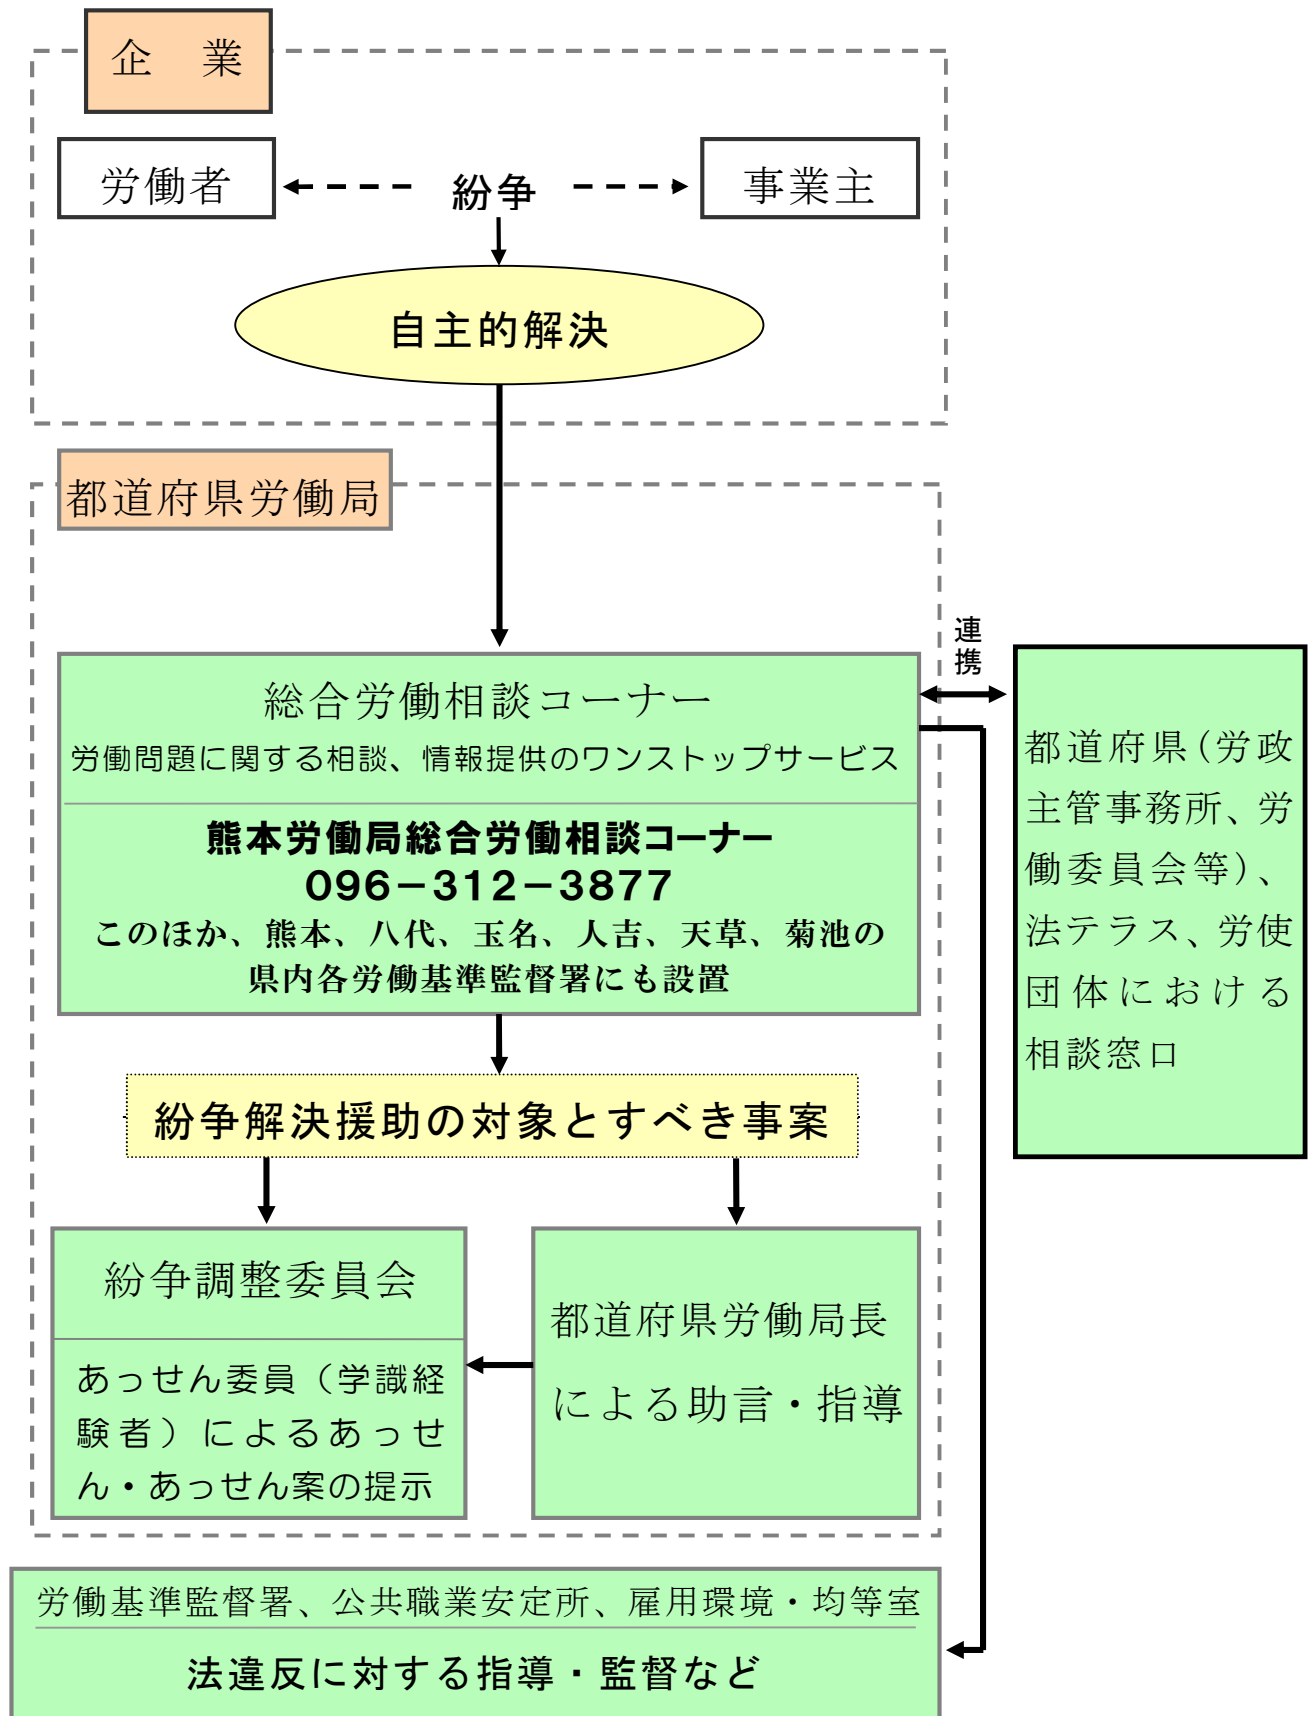 企　業
労働者
紛争
事業主
自主的解決
都道府県労働局
総合労働相談コーナー
労働問題に関する相談、情報提供のワンストップサービス
熊本労働局総合労働相談コーナー
096－312－3877
このほか、熊本、八代、玉名、人吉、天草、菊池の
県内各労働基準監督署にも設置
連
携
都道府県（労政
主管事務所、労
働委員会等）、
法テラス、労使
団体における
相談窓口
紛争解決援助の対象とすべき事案
紛争調整委員会
あっせん委員（学識経
験者）によるあっせ
ん・あっせん案の提示
都道府県労働局長
による助言・指導
労働基準監督署、公共職業安定所、雇用環境・均等室
法違反に対する指導・監督など